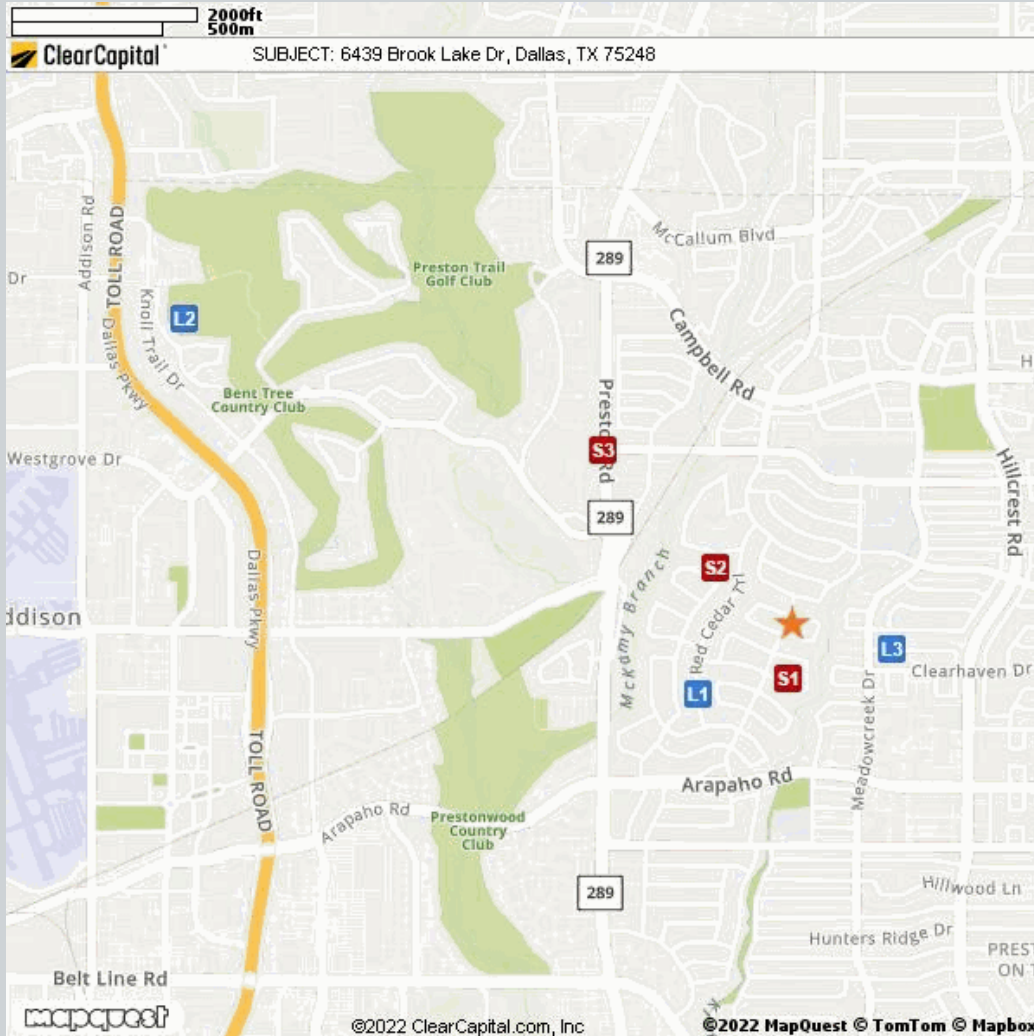 2000ft
500m
ClearCapital
SUBJECT: 6439 Brook Lake Dr, Dallas, TX 75248
Addison Rd
TOLL ROAD
McCallum Blvd
289
Preston Trail
Golf Club
Dr
L2
Knoll Trail Dr
Dallas Pkwy
Campbell Rd
Bent Tree
Country Club
H
Preston Rd
S3
Westgrove Dr
Hillcrest Rd
289
Dallas Pkwy
McKamy Branch
S2
Red Cedar Trl
ddison
L3
Clearhaven Dr
S1
L1
Meadowcreek Dr
TOLL ROAD
Arapaho Rd
Arapaho Rd
Prestonwood
Country
Club
289
Hillwood Ln
Hunters Ridge Dr
PREST
ON T
Belt Line Rd
mapquest
©2022 ClearCapital.com, Inc
©2022 MapQuest © TomTom © Mapbox